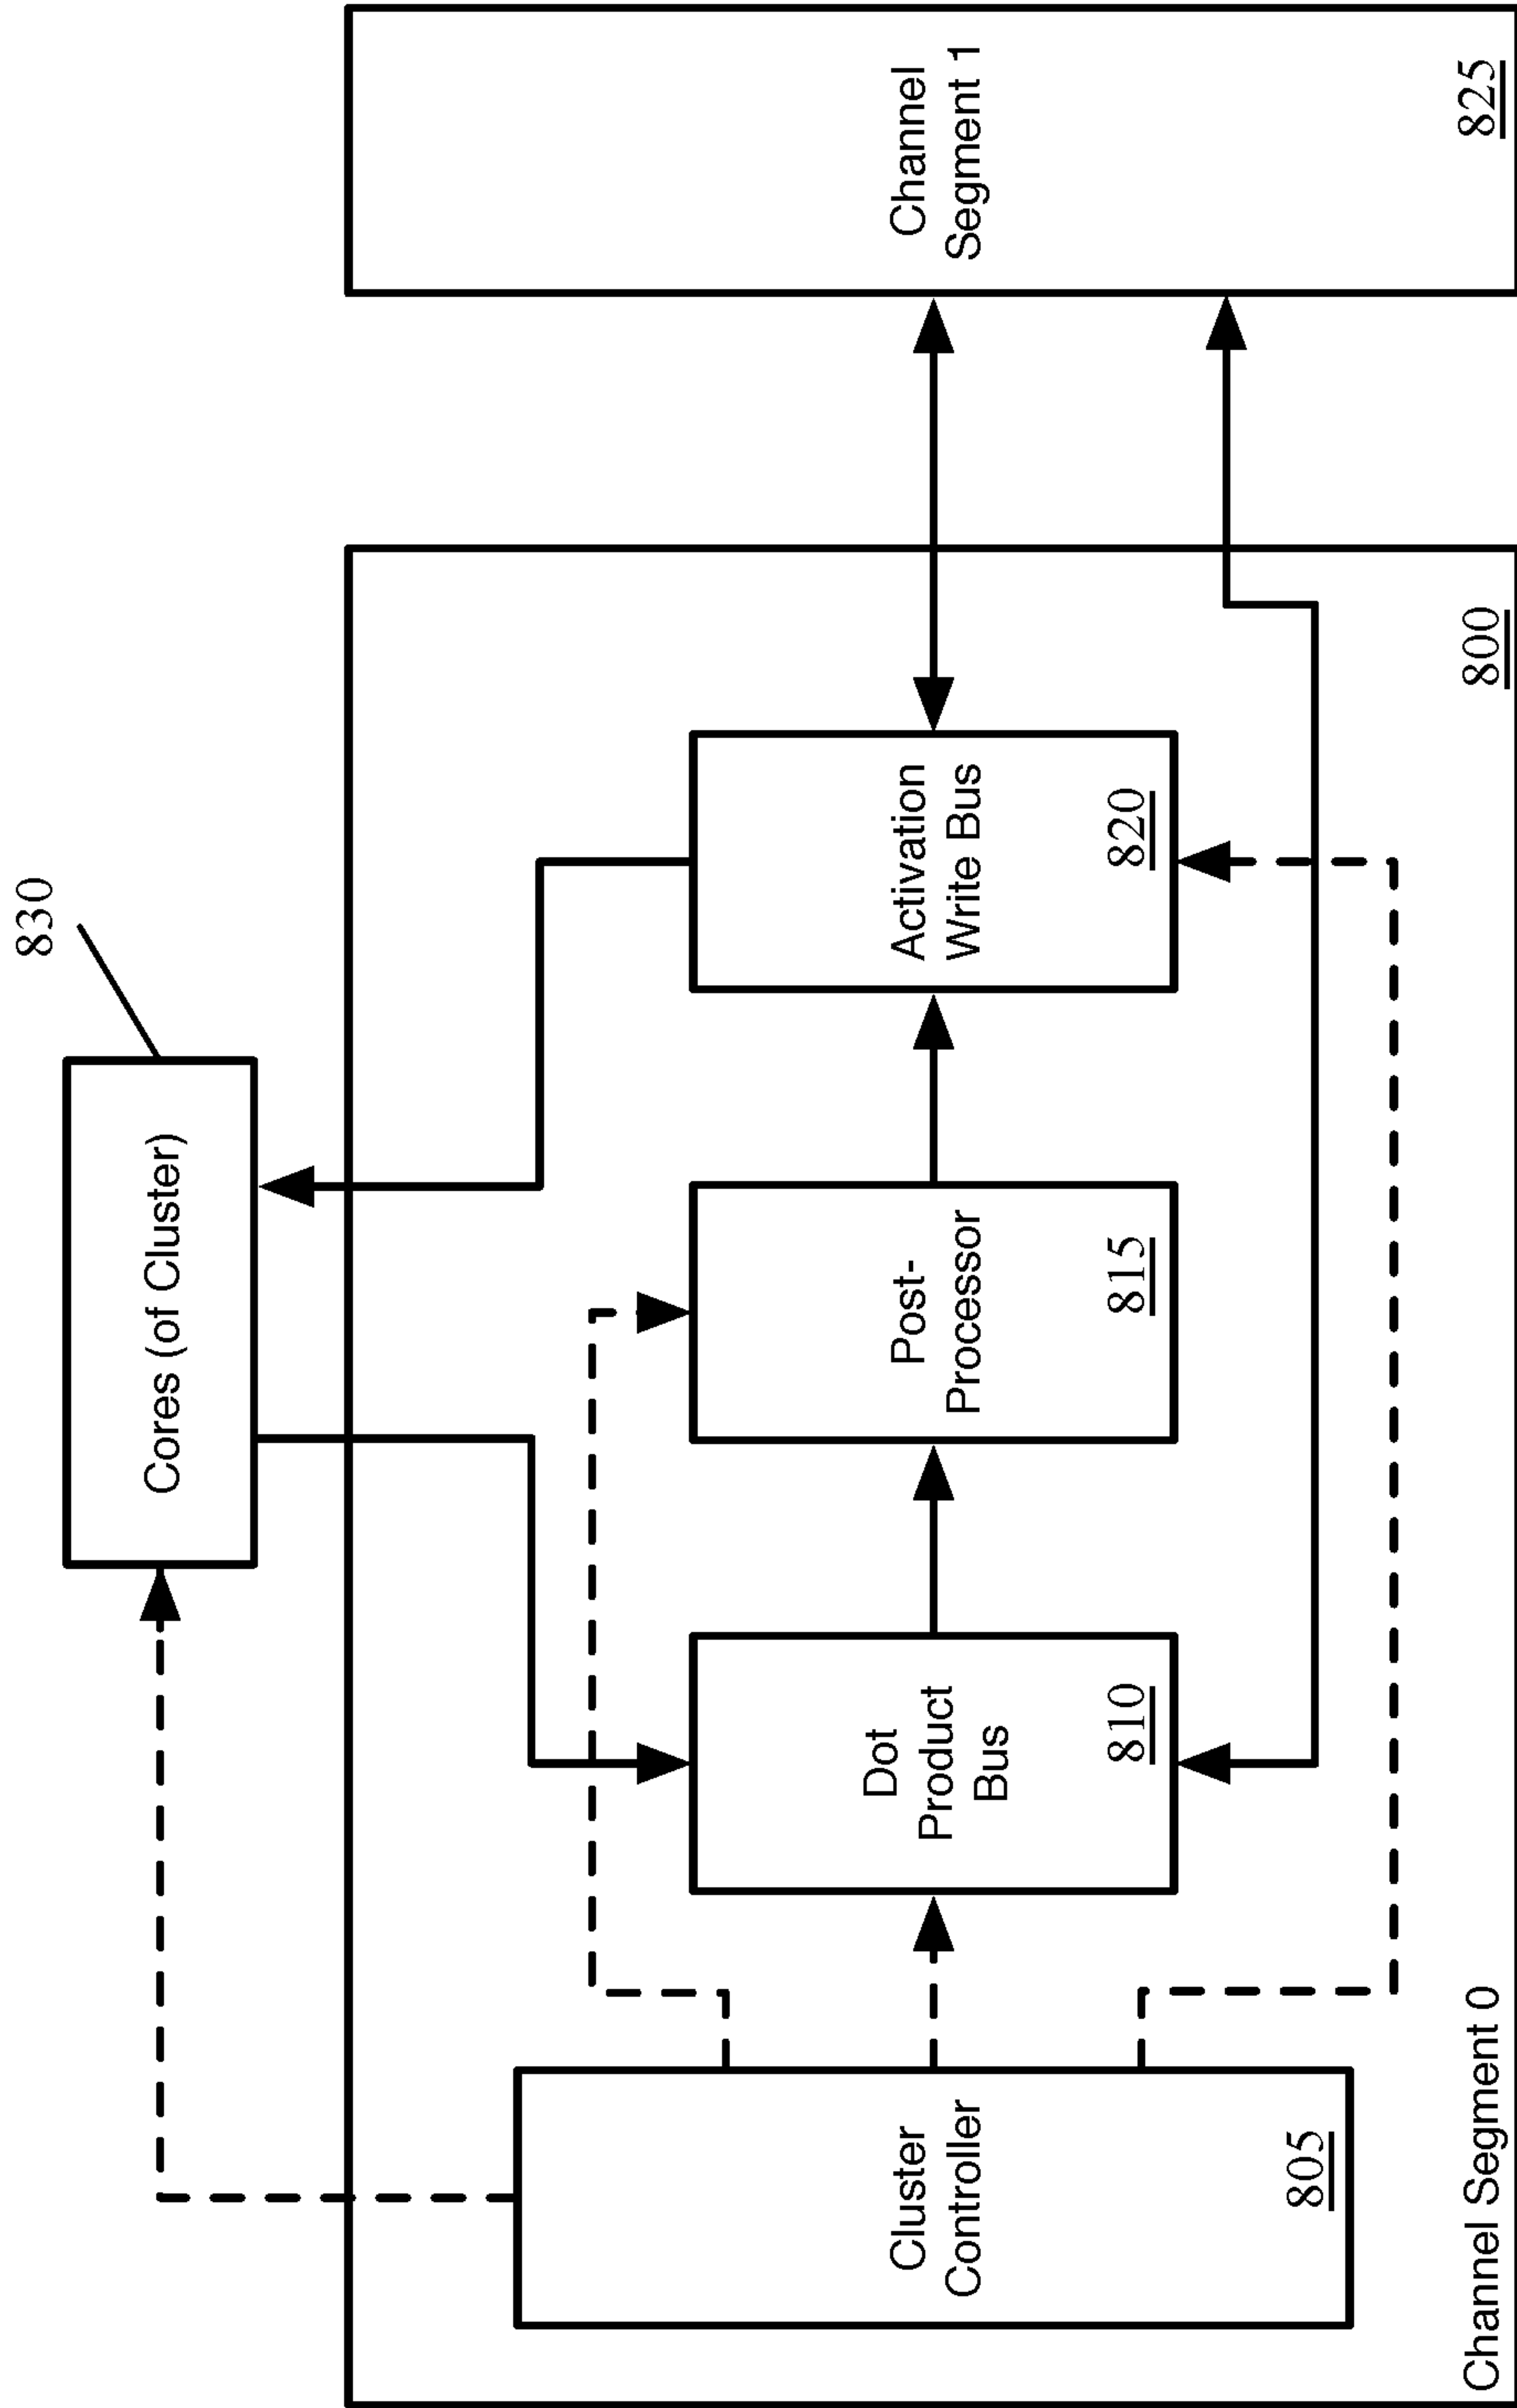 830
Cores (of Cluster)
Cluster
Controller
805
Dot
Product
Bus
810
Post-
Processor
815
Activation
Write Bus
820
Channel
Segment 1
825
Channel Segment 0
800